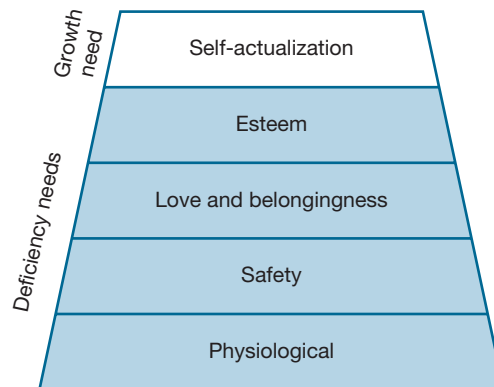 Growth
need
Self-actualization
Esteem
Deficiency needs
Love and belongingness
Safety
Physiological